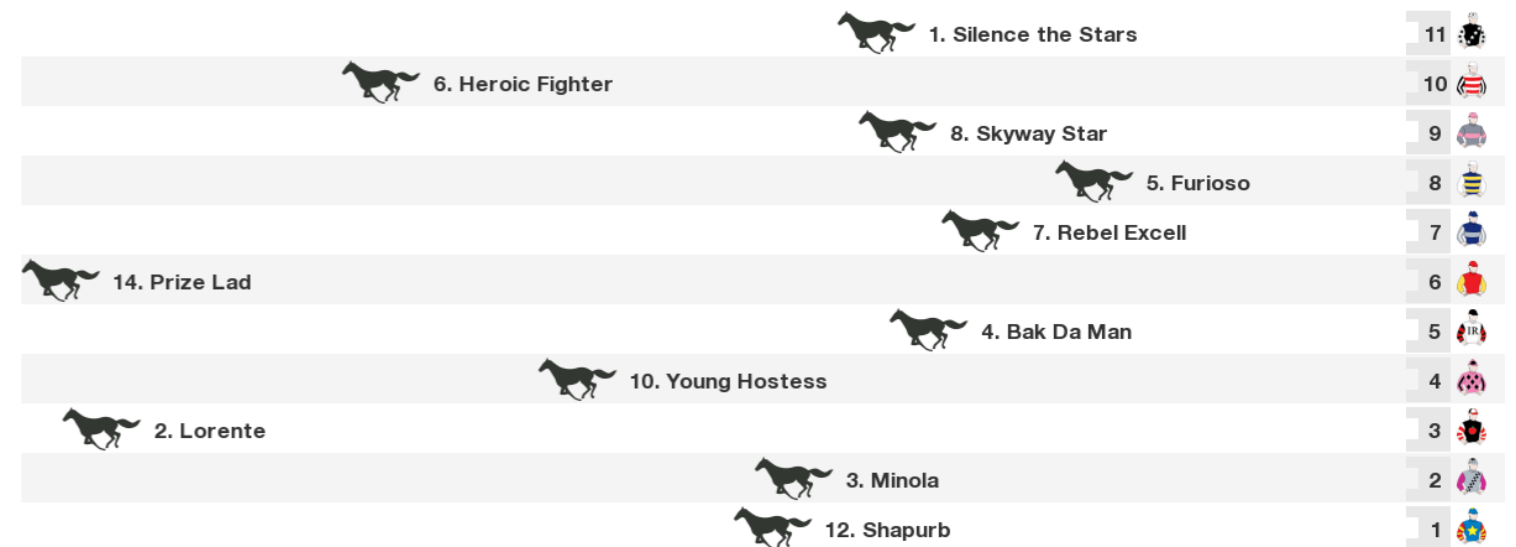 1. Silence the Stars 11
6. Heroic Fighter 10
8. Skyway Star 9
5. Furioso 8
7. Rebel Excell 7
14. Prize Lad 6
4. Bak Da Man 5 IR
10. Young Hostess 4
2. Lorente 3
3. Minola 2
12. Shapurb 1